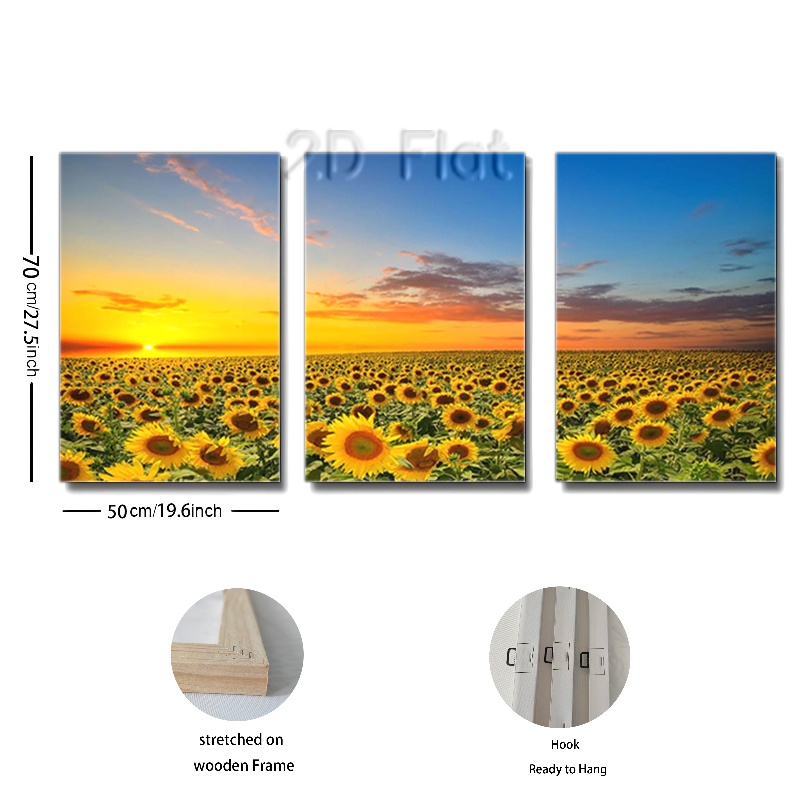 2D Flat
70 cm/27.5inch
50cm/19.6inch
stretched on
wooden Frame
Hook
Ready to Hang